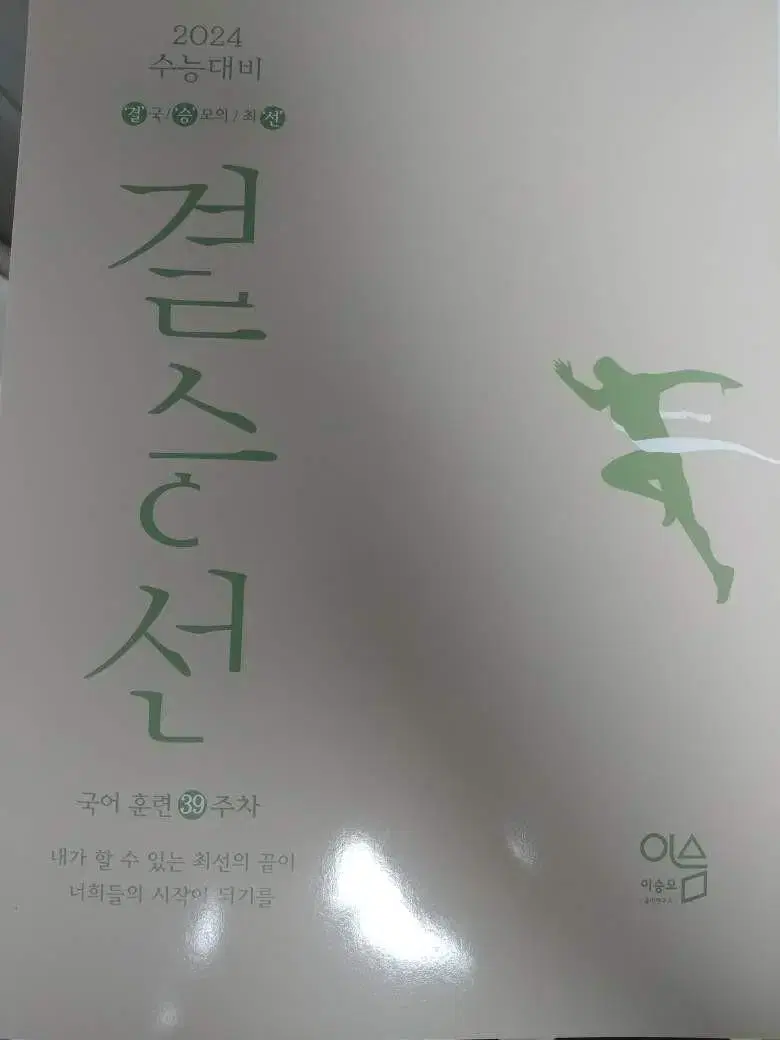 2024
수능대비
'결'국/'승'모의/최'선'
결승선
국어 훈련 39 주차
내가 할 수 있는 최선의 끝이
너희들의 시작이 되기를
이슴
이승모